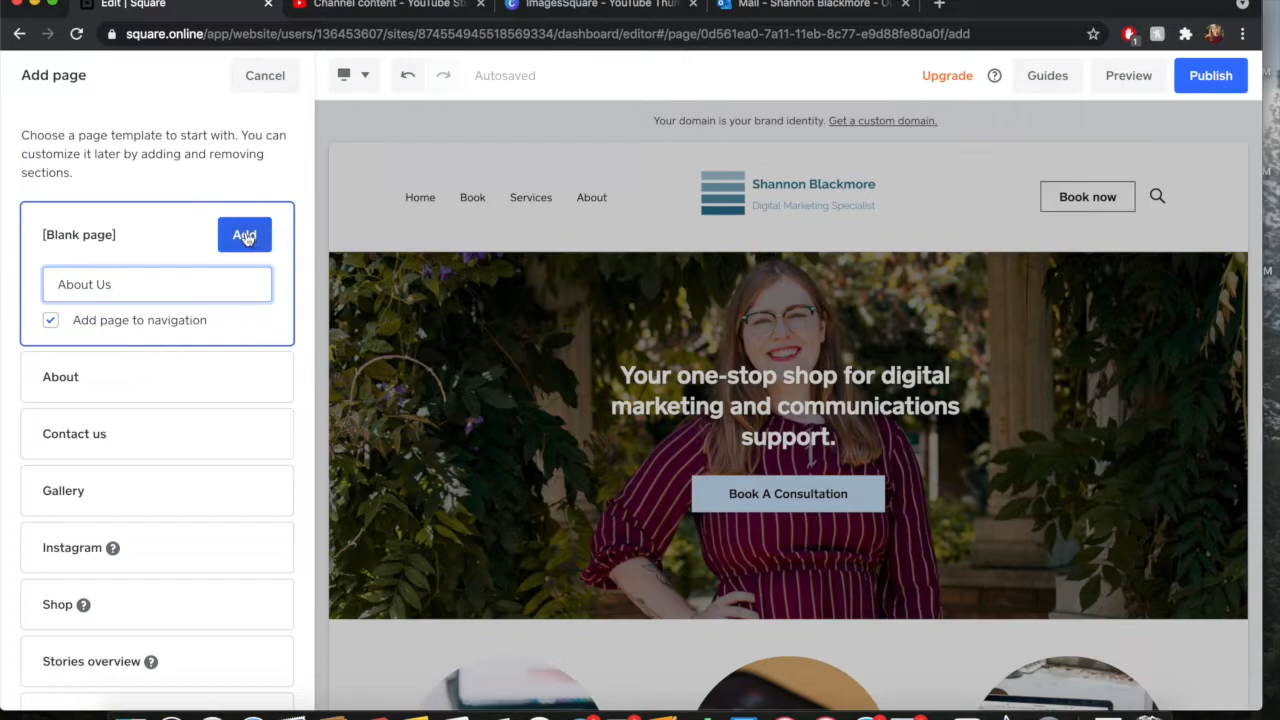 Edit | Square
Channel content - YouTube St
ImagesSquare - YouTube Thu
Mail - Shannon Blackmore - O
square.online/app/website/users/136453607/sites/874554945518569334/dashboard/editor#/page/0d561ea0-7a11-11eb-8c77-e9d88fe80a0f/add
1
Add page
Cancel
Autosaved
Upgrade
Guides
Preview
Publish
Choose a page template to start with. You can
customize it later by adding and removing
sections.
[Blank page]
Add
About Us
Add page to navigation
About
Contact us
Gallery
Instagram ?
Shop ?
Stories overview ?
Your domain is your brand identity. Get a custom domain.
Home
Book
Services
About
Shannon Blackmore
Digital Marketing Specialist
Book now
Your one-stop shop for digital
marketing and communications
support.
Book A Consultation